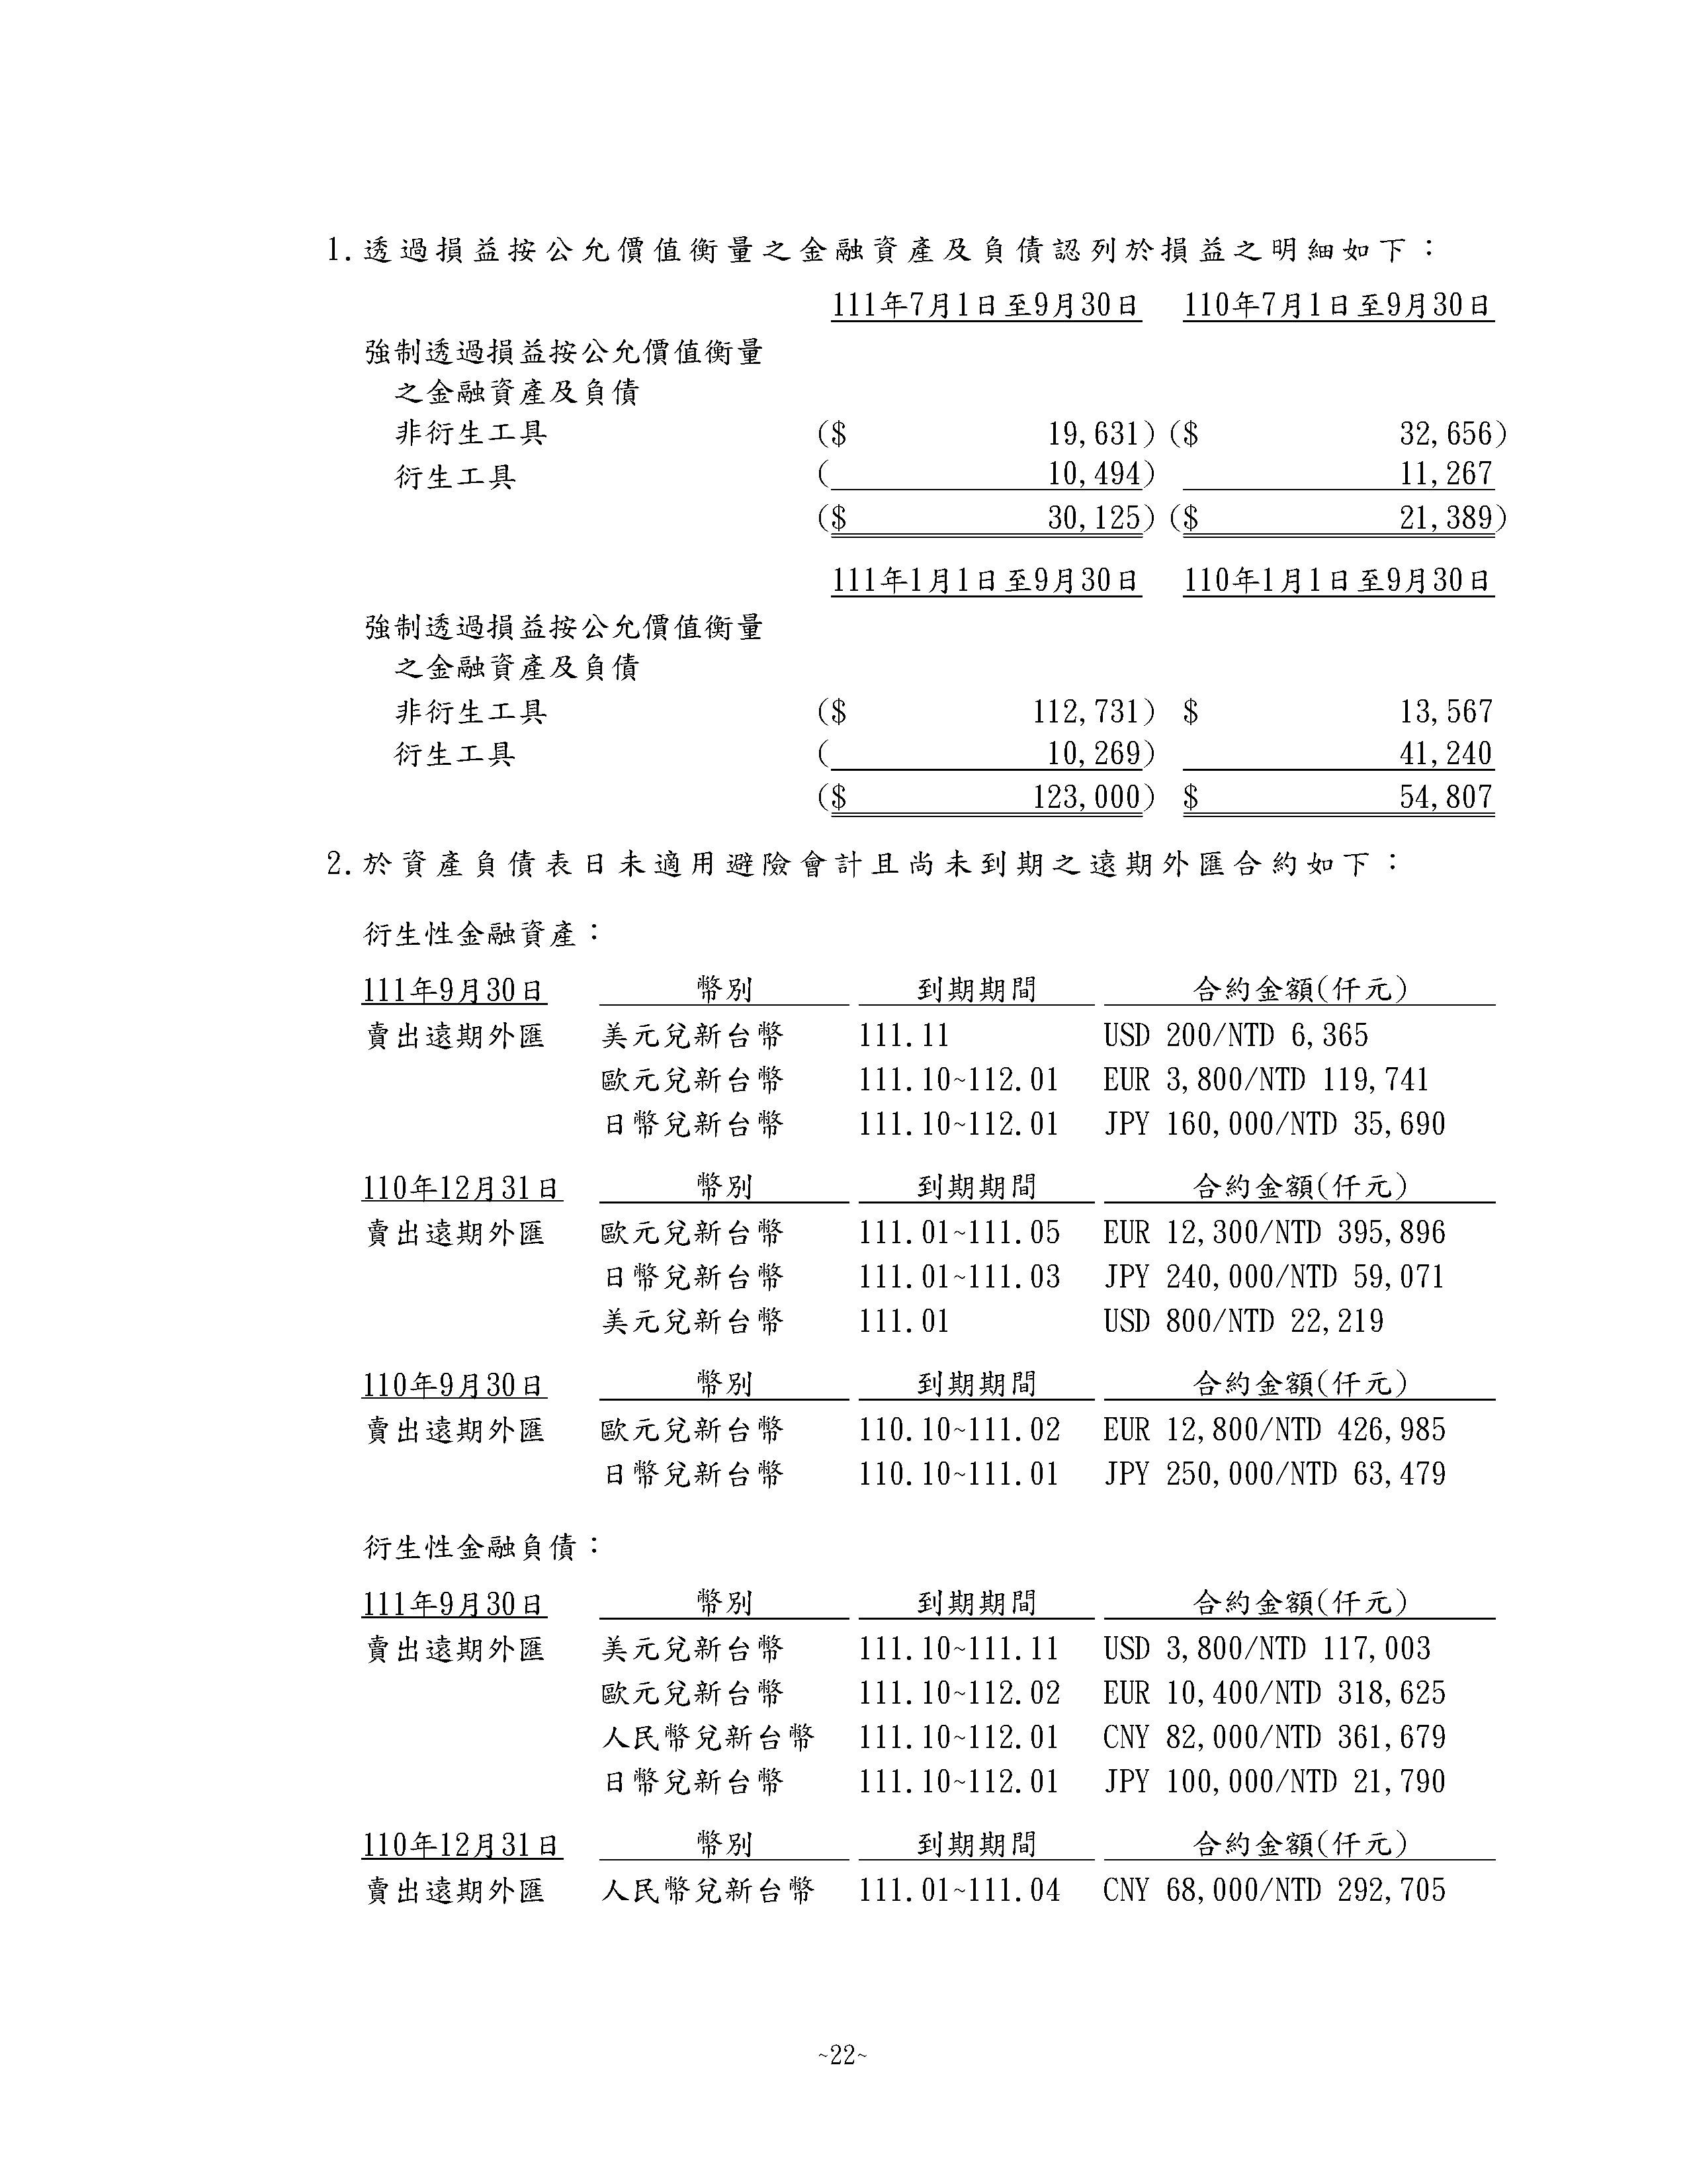 1.透過損益按公允價值衡量之金融資產及負債認列於損益之明細如下：
111年7月1日至9月30日 110年7月1日至9月30日
強制透過損益按公允價值衡量
之金融資產及負債
非衍生工具 ($ 19,631) ($ 32,656)
衍生工具 ( 10,494) 11,267
($ 30,125) ($ 21,389)
111年1月1日至9月30日 110年1月1日至9月30日
強制透過損益按公允價值衡量
之金融資產及負債
非衍生工具 ($ 112,731) $ 13,567
衍生工具 ( 10,269) 41,240
($ 123,000) $ 54,807
2.於資產負債表日未適用避險會計且尚未到期之遠期外匯合約如下：
衍生性金融資產：
111年9月30日 幣別 到期期間 合約金額(仟元)
賣出遠期外匯 美元兌新台幣 111.11 USD 200/NTD 6,365
歐元兌新台幣 111.10~112.01 EUR 3,800/NTD 119,741
日幣兌新台幣 111.10~112.01 JPY 160,000/NTD 35,690
110年12月31日 幣別 到期期間 合約金額(仟元)
賣出遠期外匯 歐元兌新台幣 111.01~111.05 EUR 12,300/NTD 395,896
日幣兌新台幣 111.01~111.03 JPY 240,000/NTD 59,071
美元兌新台幣 111.01 USD 800/NTD 22,219
110年9月30日 幣別 到期期間 合約金額(仟元)
賣出遠期外匯 歐元兌新台幣 110.10~111.02 EUR 12,800/NTD 426,985
日幣兌新台幣 110.10~111.01 JPY 250,000/NTD 63,479
衍生性金融負債：
111年9月30日 幣別 到期期間 合約金額(仟元)
賣出遠期外匯 美元兌新台幣 111.10~111.11 USD 3,800/NTD 117,003
歐元兌新台幣 111.10~112.02 EUR 10,400/NTD 318,625
人民幣兌新台幣 111.10~112.01 CNY 82,000/NTD 361,679
日幣兌新台幣 111.10~112.01 JPY 100,000/NTD 21,790
110年12月31日 幣別 到期期間 合約金額(仟元)
賣出遠期外匯 人民幣兌新台幣 111.01~111.04 CNY 68,000/NTD 292,705
~22~